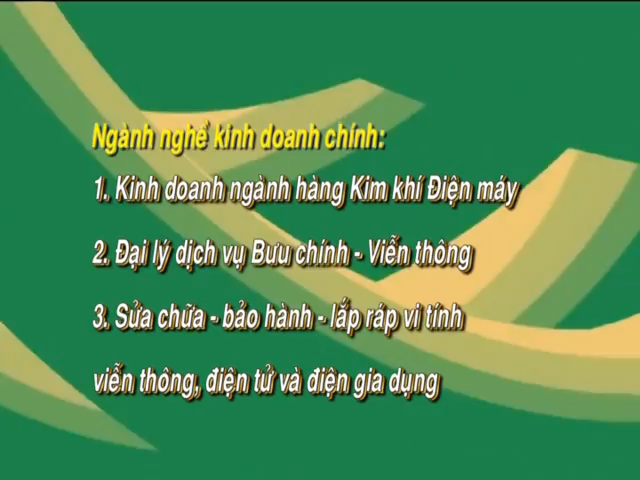 Ngành nghề kinh doanh chính:
1. Kinh doanh ngành hàng Kim khí Điện máy
2. Đại lý dịch vụ Bưu chính - Viễn thông
3. Sửa chữa - bảo hành - lắp ráp vi tính
viễn thông, điện tử và điện gia dụng